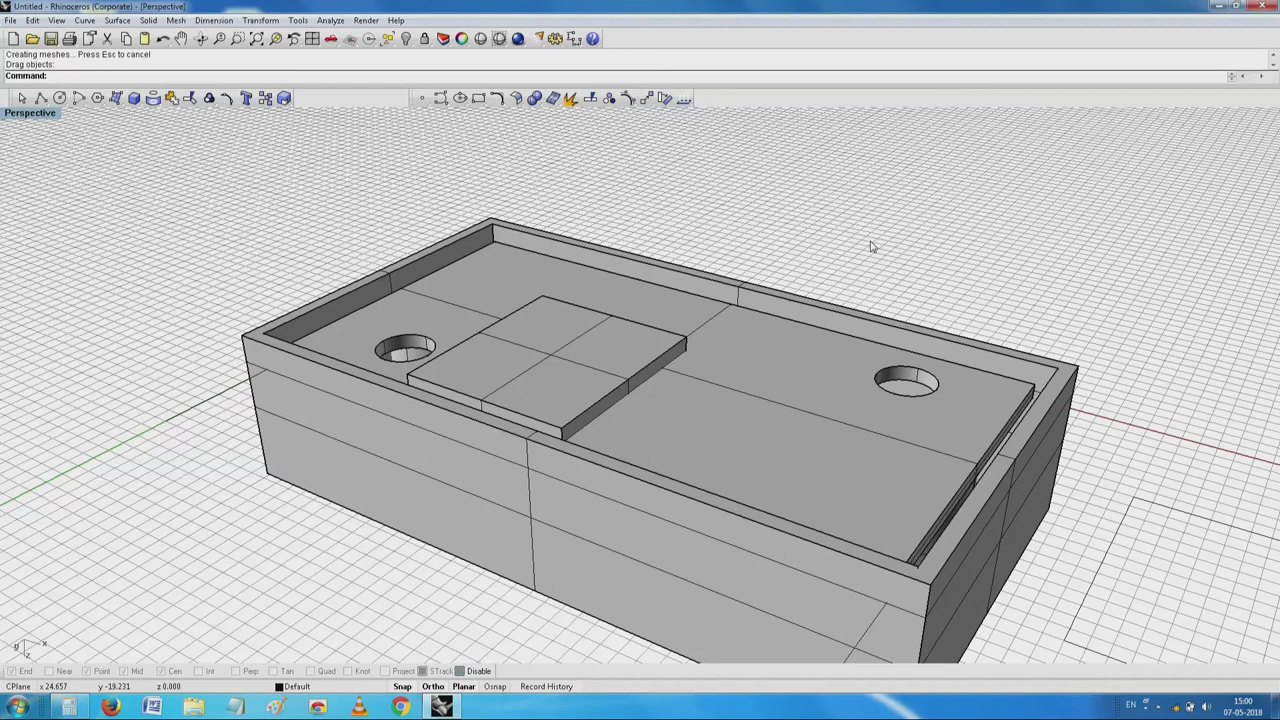 Untitled - Rhinoceros (Corporate) - [Perspective]
File Edit View Curve Surface Solid Mesh Dimension Transform Tools Analyze Render Help
Creating meshes... Press Esc to cancel
Drag objects:
Command:
Perspective
x
y
z
End Near Point Mid Cen Int Perp Tan Quad Knot Project STrack Disable
CPlane x 24.657 y -19.231 z 0.000 Default Snap Ortho Planar Osnap Record History
EN 15:00
07-05-2018